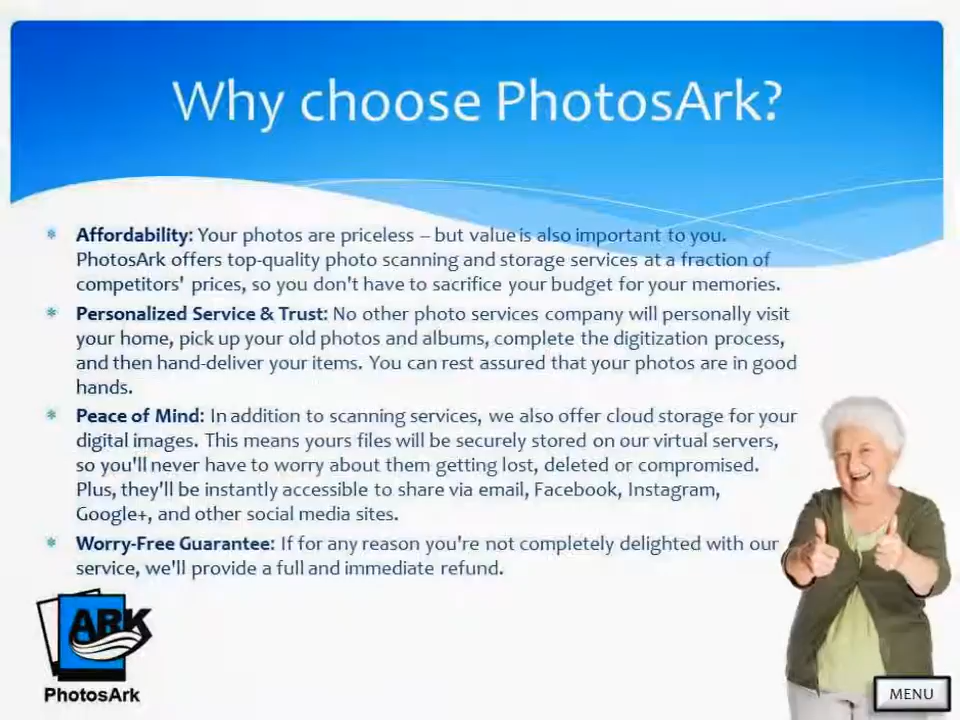 Why choose PhotosArk?
Affordability: Your photos are priceless – but value is also important to you.
PhotosArk offers top-quality photo scanning and storage services at a fraction of
competitors' prices, so you don't have to sacrifice your budget for your memories.
Personalized Service & Trust: No other photo services company will personally visit
your home, pick up your old photos and albums, complete the digitization process,
and then hand-deliver your items. You can rest assured that your photos are in good
hands.
Peace of Mind: In addition to scanning services, we also offer cloud storage for your
digital images. This means yours files will be securely stored on our virtual servers,
so you'll never have to worry about them getting lost, deleted or compromised.
Plus, they'll be instantly accessible to share via email, Facebook, Instagram,
Google+, and other social media sites.
Worry-Free Guarantee: If for any reason you're not completely delighted with our
service, we'll provide a full and immediate refund.
ARK
PhotosArk
MENU